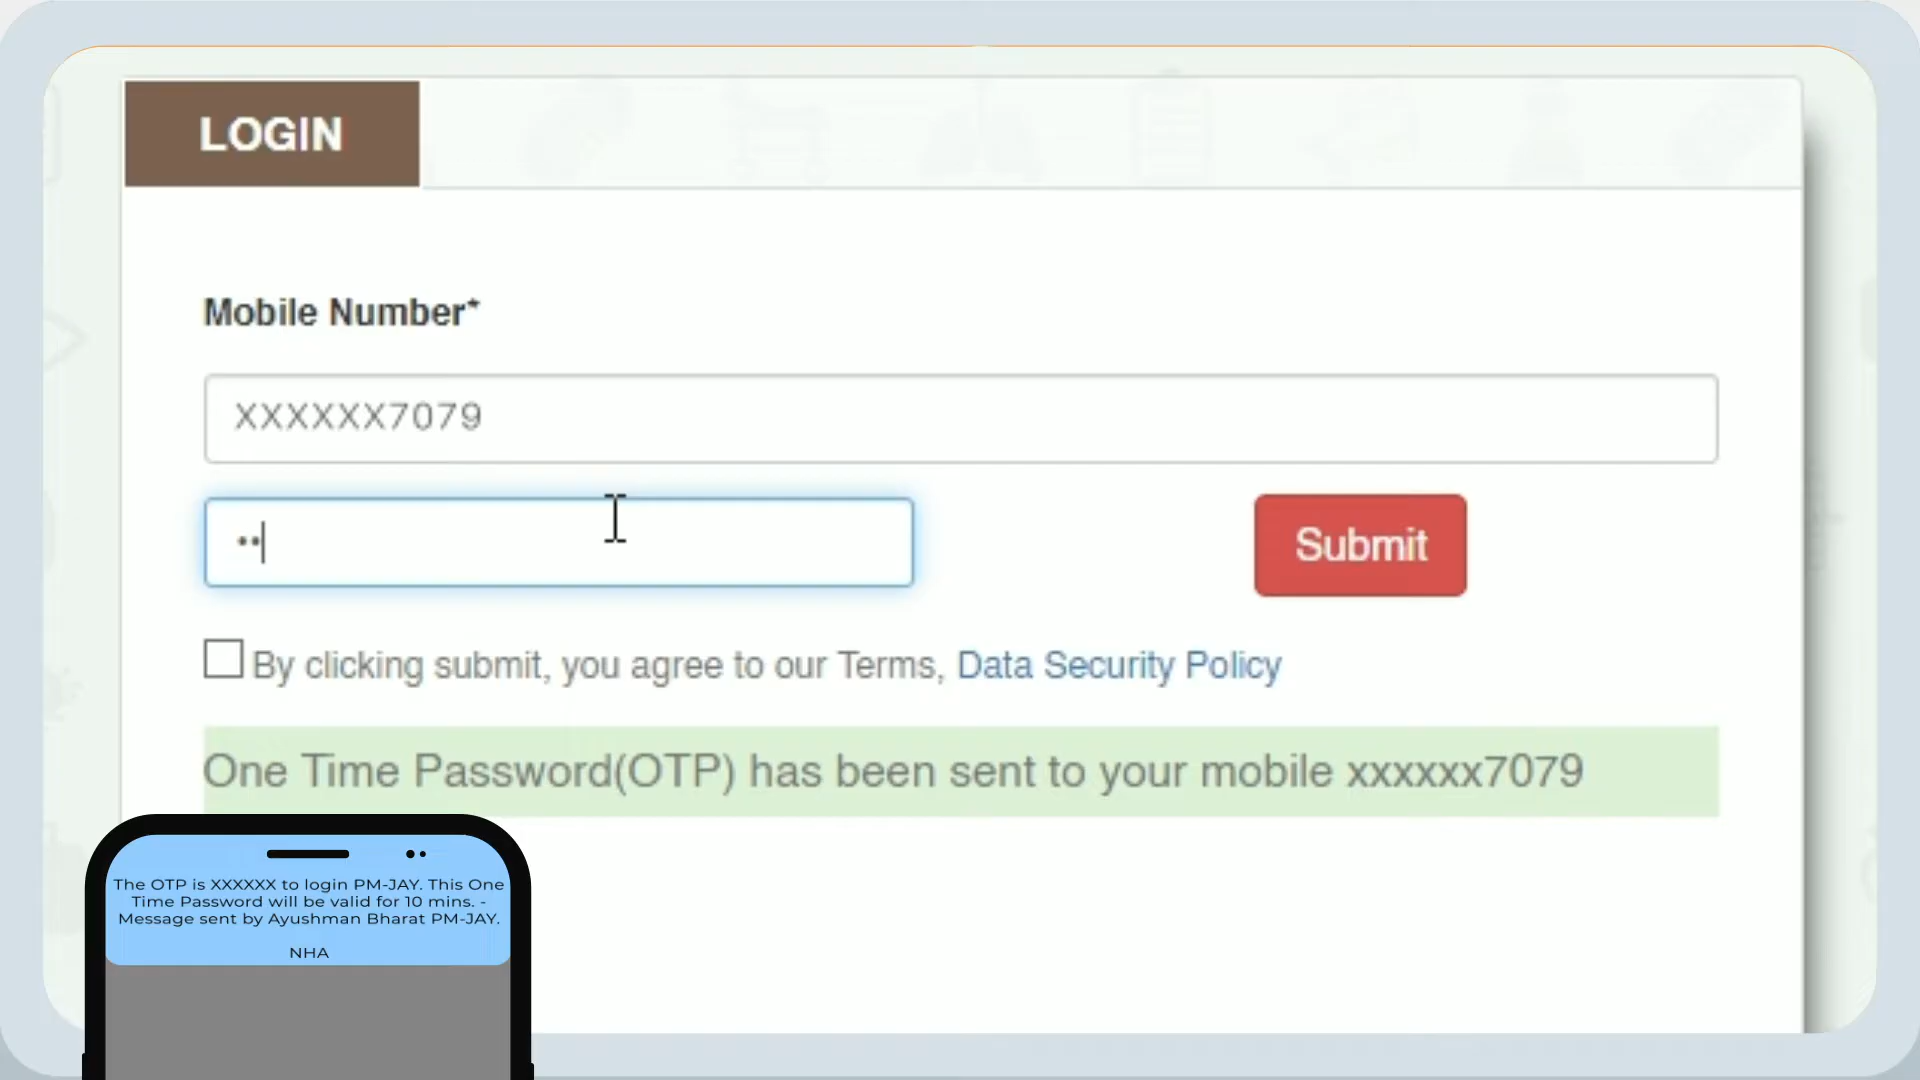 LOGIN
Mobile Number*
XXXXXX7079
Submit
By clicking submit, you agree to our Terms, Data Security Policy
One Time Password(OTP) has been sent to your mobile xxxxxx7079
The OTP is XXXXXX to login PM-JAY. This One
Time Password will be valid for 10 mins. -
Message sent by Ayushman Bharat PM-JAY.
NHA